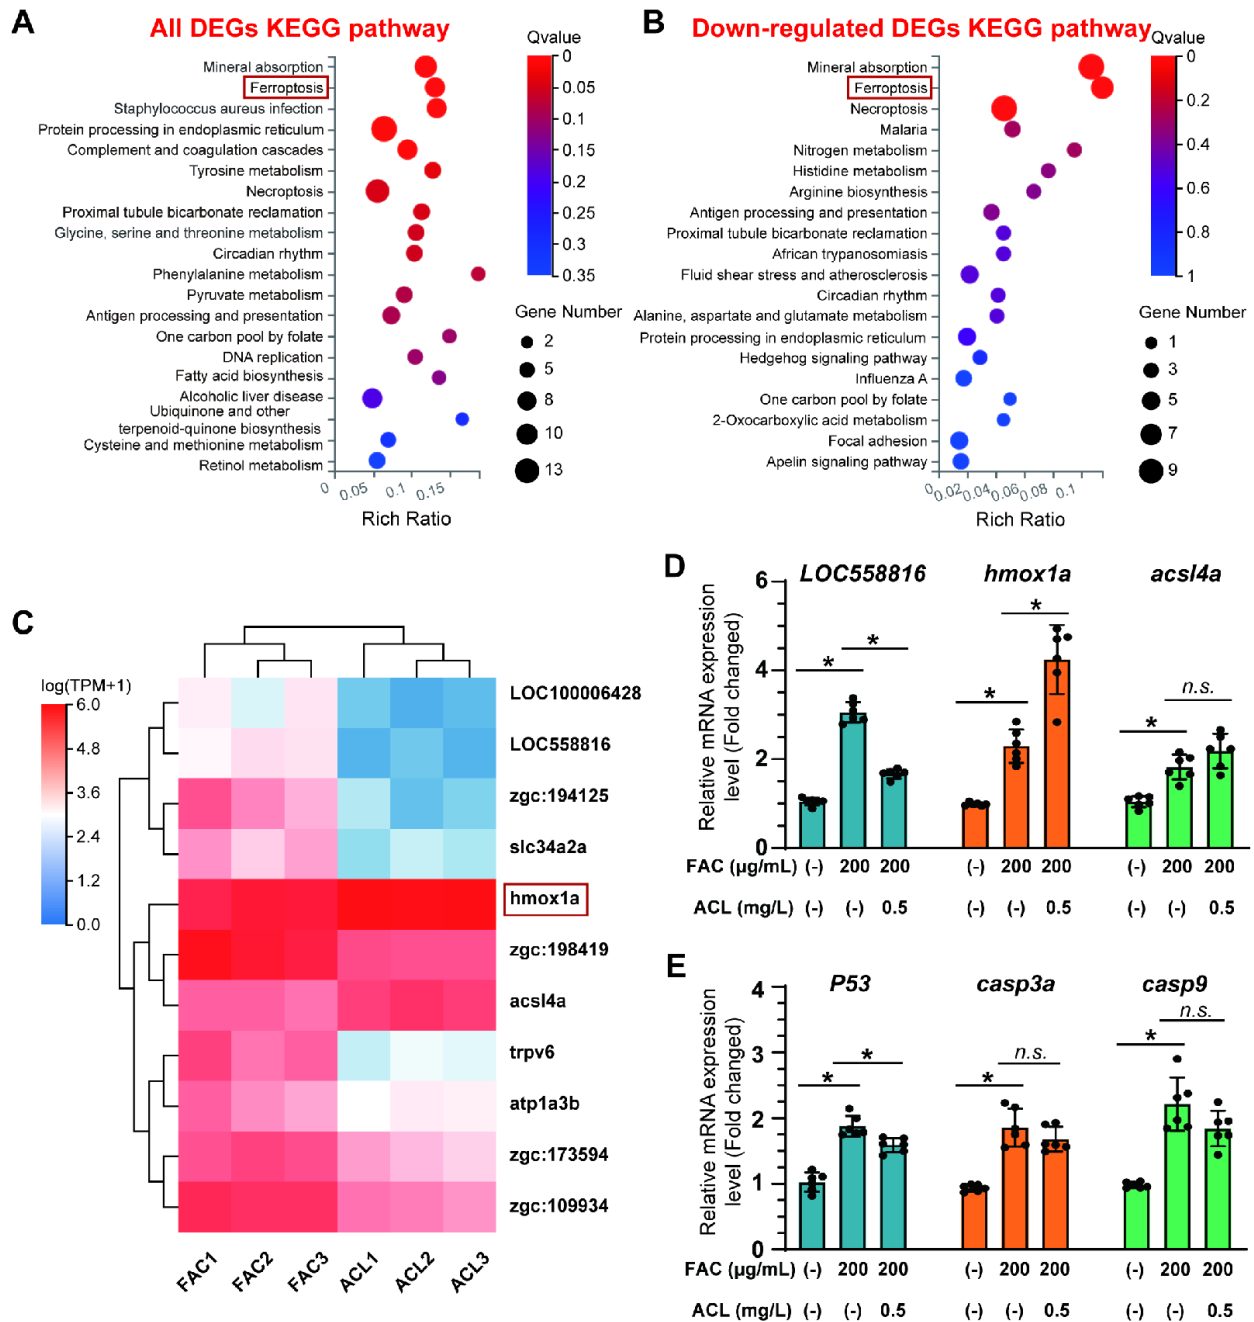 A
All DEGs KEGG pathway
Qvalue
Mineral absorption
Ferroptosis
Staphylococcus aureus infection
Protein processing in endoplasmic reticulum
Complement and coagulation cascades
Tyrosine metabolism
Necroptosis
Proximal tubule bicarbonate reclamation
Glycine, serine and threonine metabolism
Circadian rhythm
Phenylalanine metabolism
Pyruvate metabolism
Antigen processing and presentation
One carbon pool by folate
DNA replication
Fatty acid biosynthesis
Alcoholic liver disease
Ubiquinone and other
terpenoid-quinone biosynthesis
Cysteine and methionine metabolism
Retinol metabolism
0 0.05 0.1 0.15
Rich Ratio
0
0.05
0.1
0.15
0.2
0.25
0.3
0.35
Gene Number
2
5
8
10
13
B
Down-regulated DEGs KEGG pathway
Qvalue
Mineral absorption
Ferroptosis
Necroptosis
Malaria
Nitrogen metabolism
Histidine metabolism
Arginine biosynthesis
Antigen processing and presentation
Proximal tubule bicarbonate reclamation
African trypanosomiasis
Fluid shear stress and atherosclerosis
Circadian rhythm
Alanine, aspartate and glutamate metabolism
Protein processing in endoplasmic reticulum
Hedgehog signaling pathway
Influenza A
One carbon pool by folate
2-Oxocarboxylic acid metabolism
Focal adhesion
Apelin signaling pathway
0 0.02 0.04 0.06 0.08 0.1
Rich Ratio
0
0.2
0.4
0.6
0.8
1
Gene Number
1
3
5
7
9
C
log(TPM+1)
6.0
4.8
3.6
2.4
1.2
0.0
LOC100006428
LOC558816
zgc:194125
slc34a2a
hmox1a
zgc:198419
acsl4a
trpv6
atp1a3b
zgc:173594
zgc:109934
FAC1 FAC2 FAC3 ACL1 ACL2 ACL3
D
Relative mRNA expression
level (Fold changed)
6
4
2
0
LOC558816 hmox1a acsl4a
* * * * * n.s.
FAC (μg/mL) (-) 200 200 (-) 200 200 (-) 200 200
ACL (mg/L) (-) (-) 0.5 (-) (-) 0.5 (-) (-) 0.5
E
Relative mRNA expression
level (Fold changed)
4
3
2
1
0
P53 casp3a casp9
* * * n.s. * n.s.
FAC (μg/mL) (-) 200 200 (-) 200 200 (-) 200 200
ACL (mg/L) (-) (-) 0.5 (-) (-) 0.5 (-) (-) 0.5